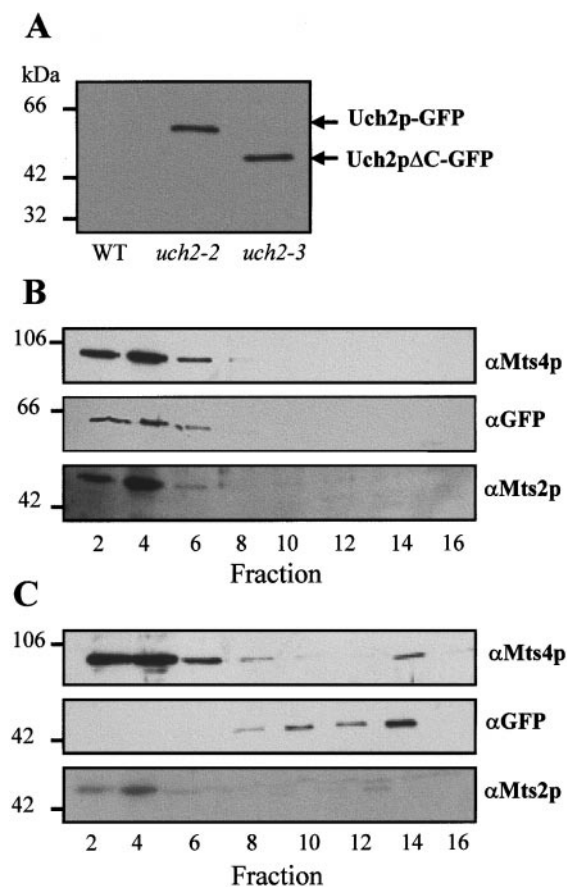 A
kDa
66
42
32
Uch2p-GFP
Uch2pΔC-GFP
WT uch2-2 uch2-3
B
106
αMts4p
66
αGFP
42
αMts2p
2 4 6 8 10 12 14 16
Fraction
C
106
αMts4p
42
αGFP
42
αMts2p
2 4 6 8 10 12 14 16
Fraction